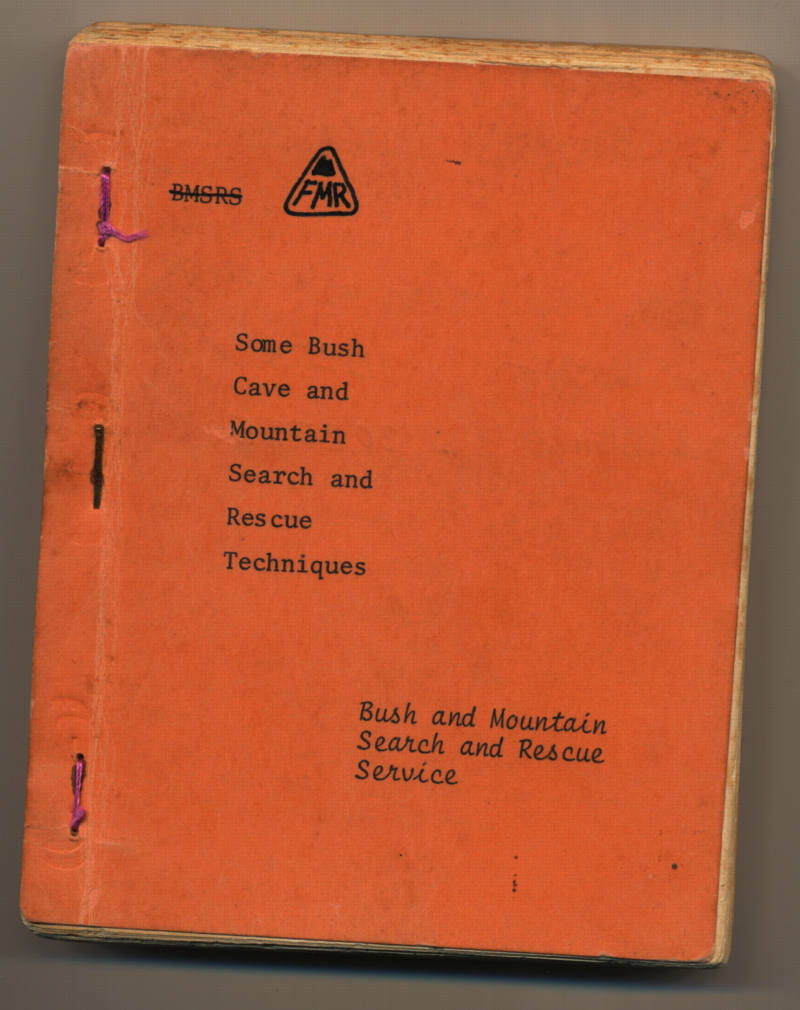 BMSRS
FMR
Some Bush
Cave and
Mountain
Search and
Rescue
Techniques
Bush and Mountain
Search and Rescue
Service